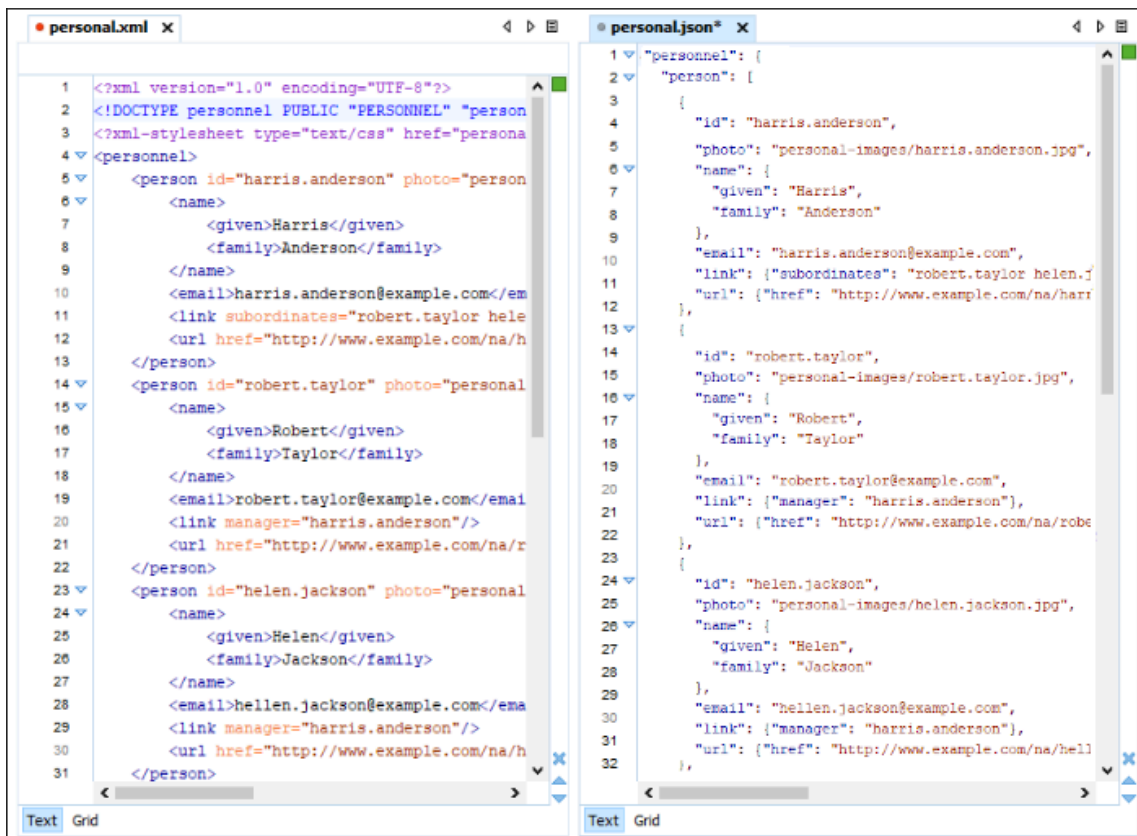 personal.xml
1 <?xml version="1.0" encoding="UTF-8"?>
2 <!DOCTYPE personnel PUBLIC "PERSONNEL" "person
3 <?xml-stylesheet type="text/css" href="persona
4 <personnel>
5 <person id="harris.anderson" photo="person
6 <name>
7 <given>Harris</given>
8 <family>Anderson</family>
9 </name>
10 <email>harris.anderson@example.com</em
11 <link subordinates="robert.taylor hele
12 <url href="http://www.example.com/na/h
13 </person>
14 <person id="robert.taylor" photo="personal
15 <name>
16 <given>Robert</given>
17 <family>Taylor</family>
18 </name>
19 <email>robert.taylor@example.com</emai
20 <link manager="harris.anderson"/>
21 <url href="http://www.example.com/na/r
22 </person>
23 <person id="helen.jackson" photo="personal
24 <name>
25 <given>Helen</given>
26 <family>Jackson</family>
27 </name>
28 <email>hellen.jackson@example.com</ema
29 <link manager="harris.anderson"/>
30 <url href="http://www.example.com/na/h
31 </person>
Text Grid
personal.json*
1 "personnel": {
2 "person": [
3 {
4 "id": "harris.anderson",
5 "photo": "personal-images/harris.anderson.jpg",
6 "name": {
7 "given": "Harris",
8 "family": "Anderson"
9 },
10 "email": "harris.anderson@example.com",
11 "link": {"subordinates": "robert.taylor helen.j
12 "url": {"href": "http://www.example.com/na/harr
},
13 {
14 "id": "robert.taylor",
15 "photo": "personal-images/robert.taylor.jpg",
16 "name": {
17 "given": "Robert",
18 "family": "Taylor"
19 },
20 "email": "robert.taylor@example.com",
21 "link": {"manager": "harris.anderson"},
22 "url": {"href": "http://www.example.com/na/robe
},
23 {
24 "id": "helen.jackson",
25 "photo": "personal-images/helen.jackson.jpg",
26 "name": {
27 "given": "Helen",
28 "family": "Jackson"
29 },
30 "email": "hellen.jackson@example.com",
31 "link": {"manager": "harris.anderson"},
32 "url": {"href": "http://www.example.com/na/hell
},
Text Grid